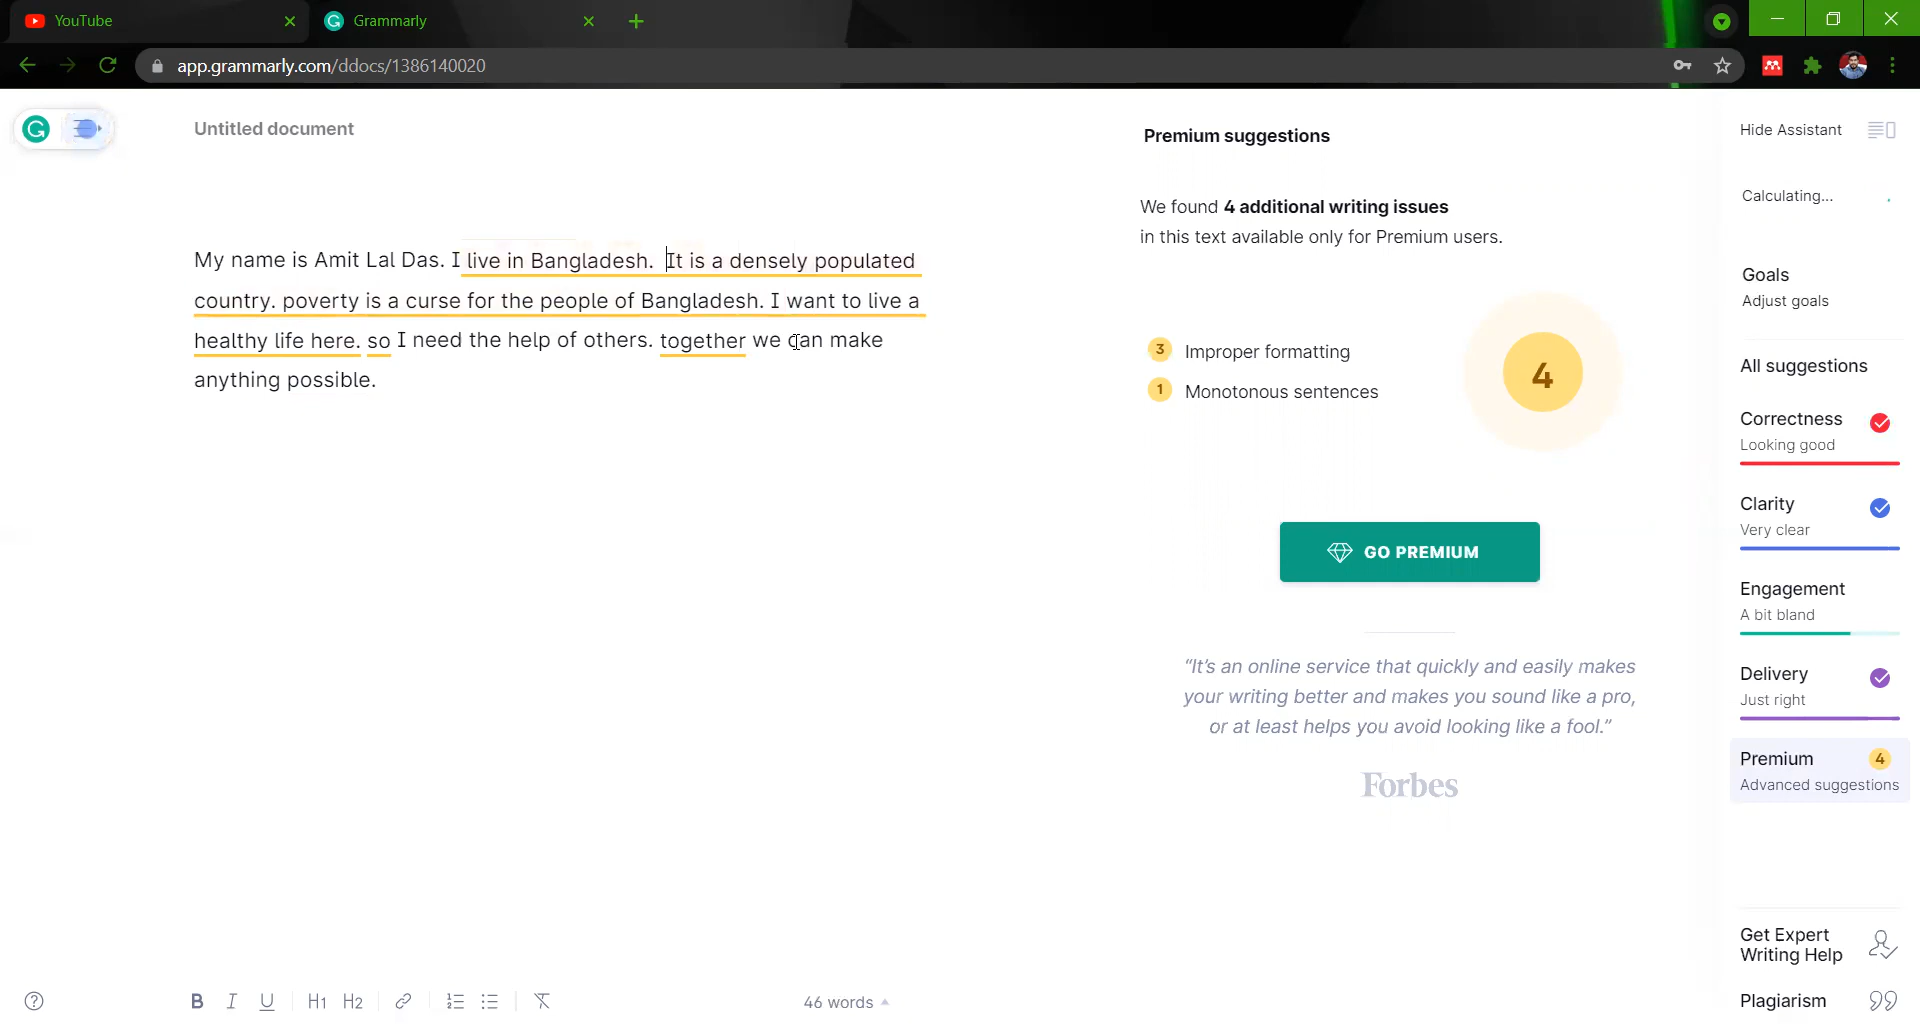 YouTube
Grammarly
app.grammarly.com/ddocs/1386140020
Untitled document
My name is Amit Lal Das. I live in Bangladesh. It is a densely populated
country. poverty is a curse for the people of Bangladesh. I want to live a
healthy life here. so I need the help of others. together we can make
anything possible.
Premium suggestions
We found 4 additional writing issues
in this text available only for Premium users.
3 Improper formatting
1 Monotonous sentences
4
GO PREMIUM
“It’s an online service that quickly and easily makes
your writing better and makes you sound like a pro,
or at least helps you avoid looking like a fool.”
Forbes
Hide Assistant
Calculating...
Goals
Adjust goals
All suggestions
Correctness
Looking good
Clarity
Very clear
Engagement
A bit bland
Delivery
Just right
Premium 4
Advanced suggestions
Get Expert
Writing Help
Plagiarism
B I U H1 H2
46 words